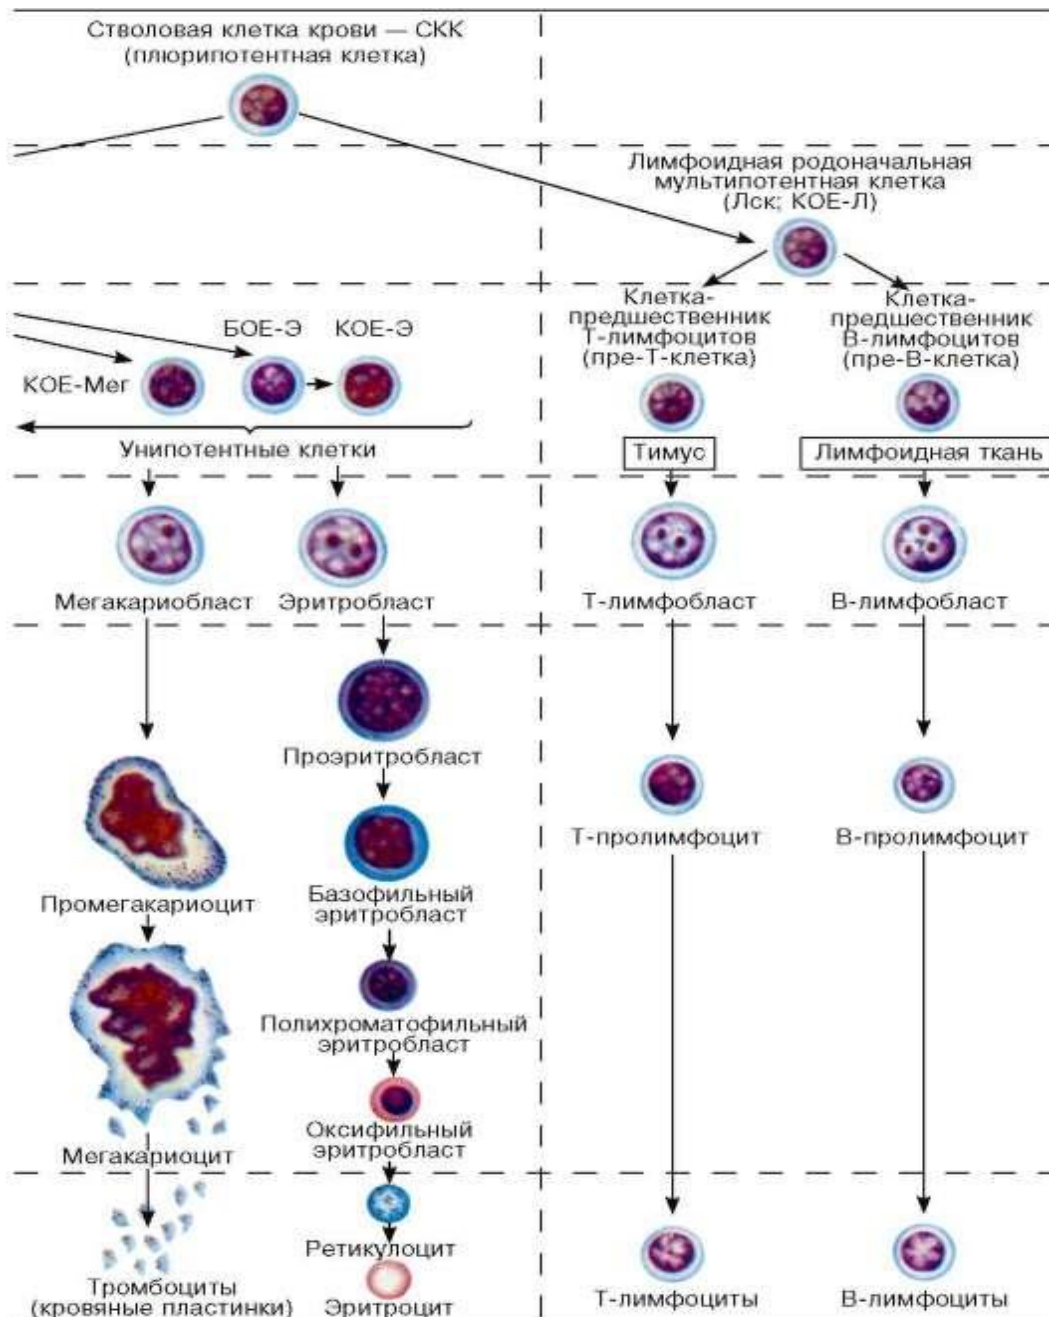 Стволовая клетка крови — СКК
(плюрипотентная клетка)
Лимфоидная родоначальная
мультипотентная клетка
(Лск; КОЕ-Л)
Клетка-
предшественник
Т-лимфоцитов
(пре-Т-клетка)
Клетка-
предшественник
В-лимфоцитов
(пре-В-клетка)
БОЕ-Э
КОЕ-Э
КОЕ-Мег
Унипотентные клетки
Тимус
Лимфоидная ткань
Мегакариобласт
Эритробласт
Т-лимфобласт
В-лимфобласт
Проэритробласт
Т-пролимфоцит
В-пролимфоцит
Промегакариоцит
Базофильный
эритробласт
Полихроматофильный
эритробласт
Оксифильный
эритробласт
Мегакариоцит
Ретикулоцит
Тромбоциты
(кровяные пластинки)
Эритроцит
Т-лимфоциты
В-лимфоциты